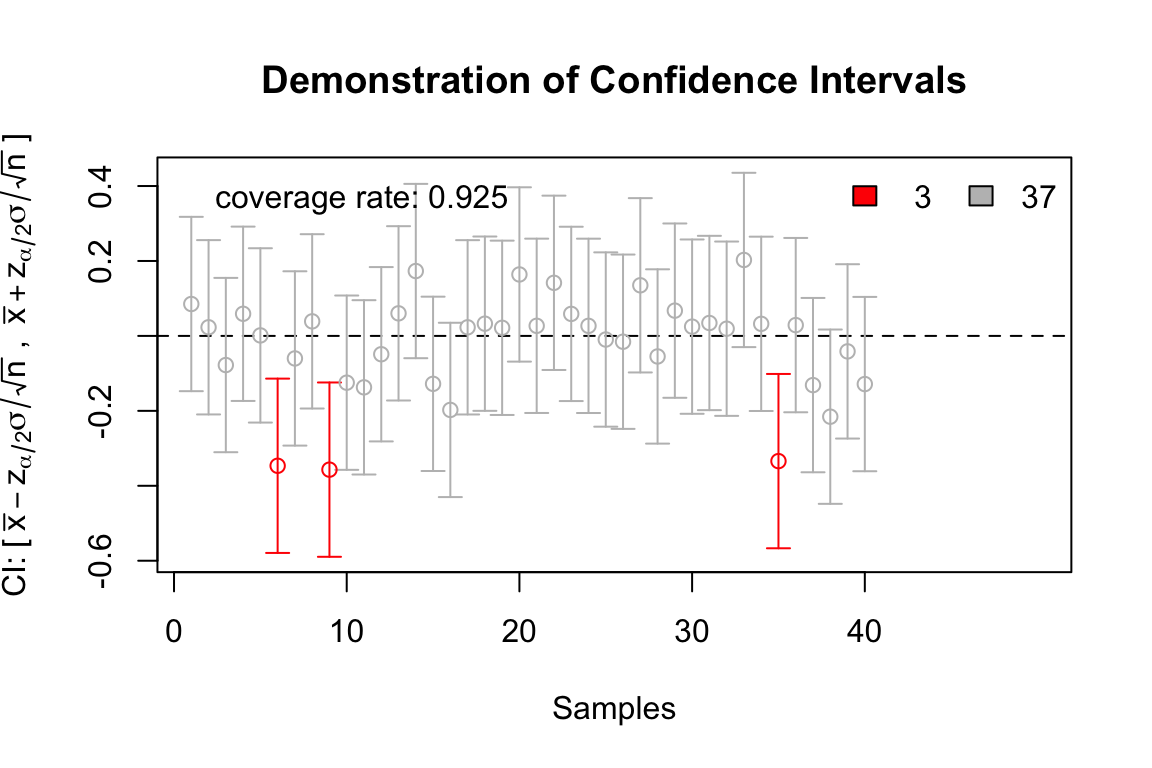 Demonstration of Confidence Intervals
CI: [ x̅ − zα/2σ/√n , x̅ + zα/2σ/√n ]
coverage rate: 0.925
3
37
0.4
0.2
-0.2
-0.6
0
10
20
30
40
Samples